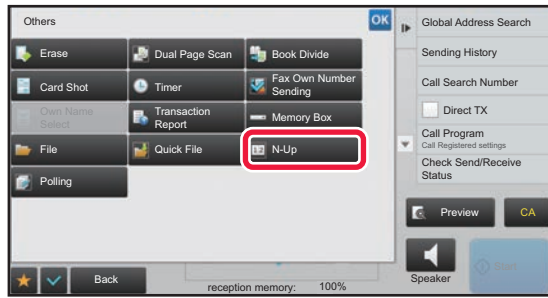 Others
OK
Erase
Dual Page Scan
Book Divide
Card Shot
Timer
Fax Own Number
Sending
Own Name
Select
Transaction
Report
Memory Box
File
Quick File
N-Up
Polling
Back
reception memory: 100%
Global Address Search
Sending History
Call Search Number
Direct TX
Call Program
Call Registered settings
Check Send/Receive
Status
Preview
CA
Speaker
Start